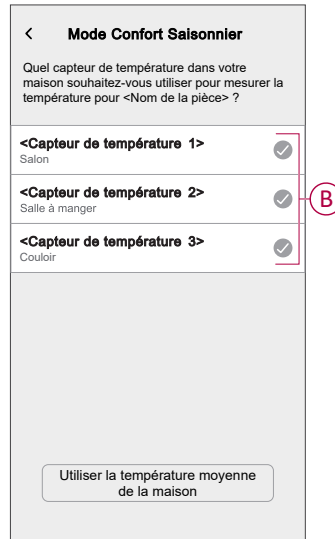 Mode Confort Saisonnier
Quel capteur de température dans votre
maison souhaitez-vous utiliser pour mesurer la
température pour <Nom de la pièce> ?
<Capteur de température 1>
Salon
<Capteur de température 2>
Salle à manger
B
<Capteur de température 3>
Couloir
Utiliser la température moyenne
de la maison